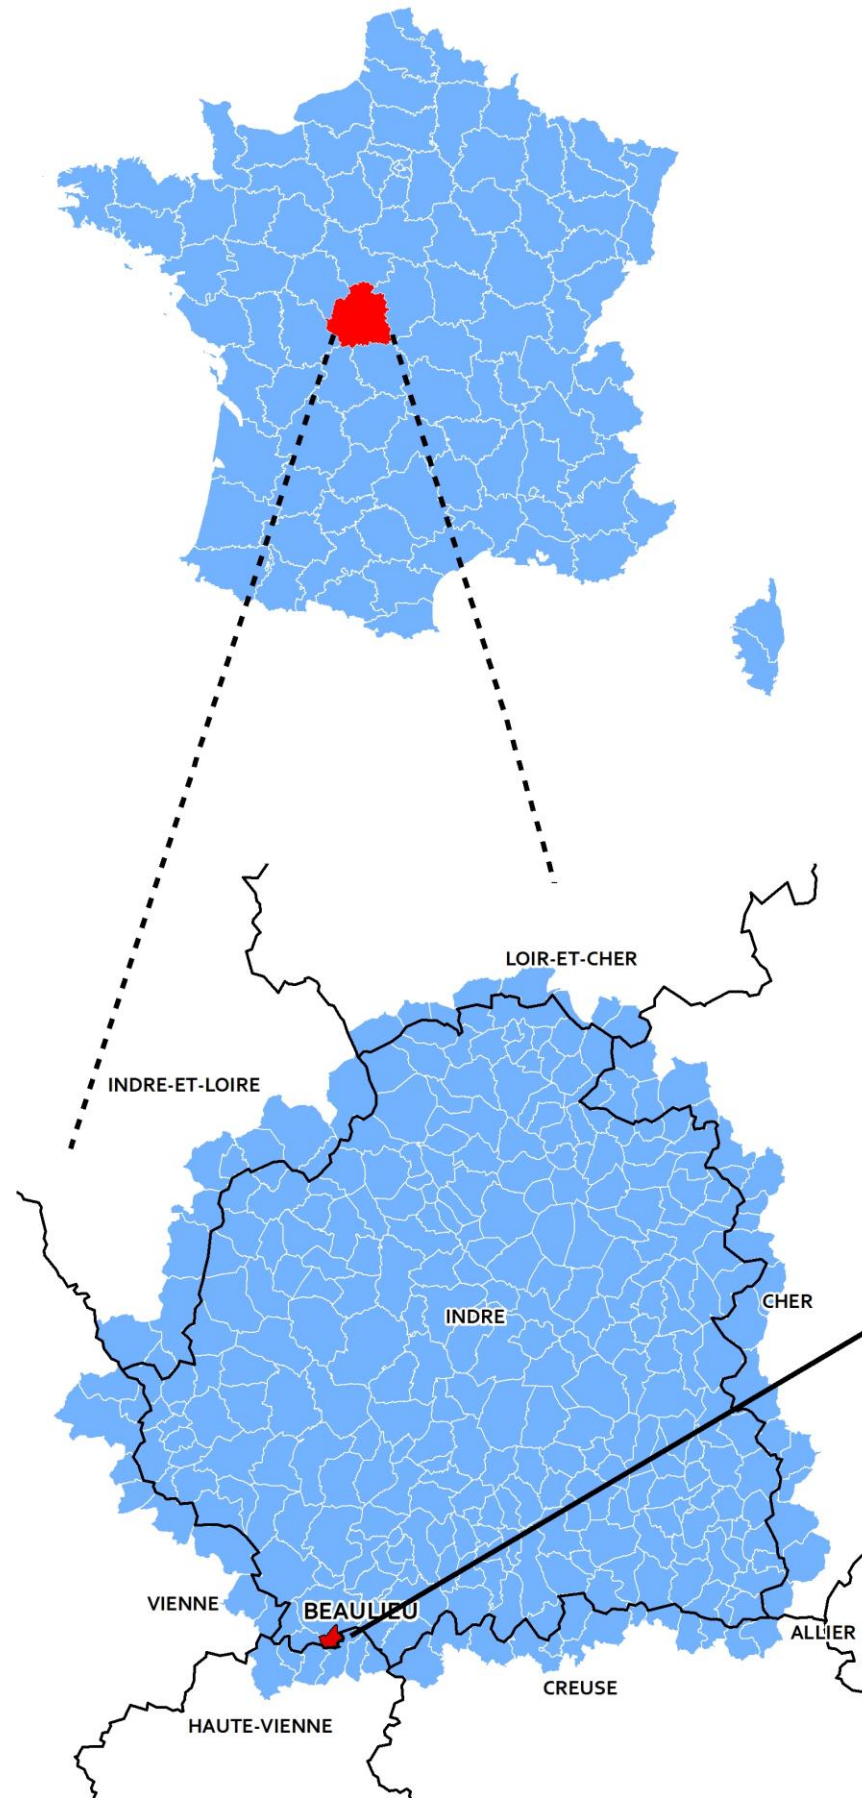 LOIR-ET-CHER
INDRE-ET-LOIRE
CHER
INDRE
VIENNE
BEAULIEU
ALLIER
CREUSE
HAUTE-VIENNE